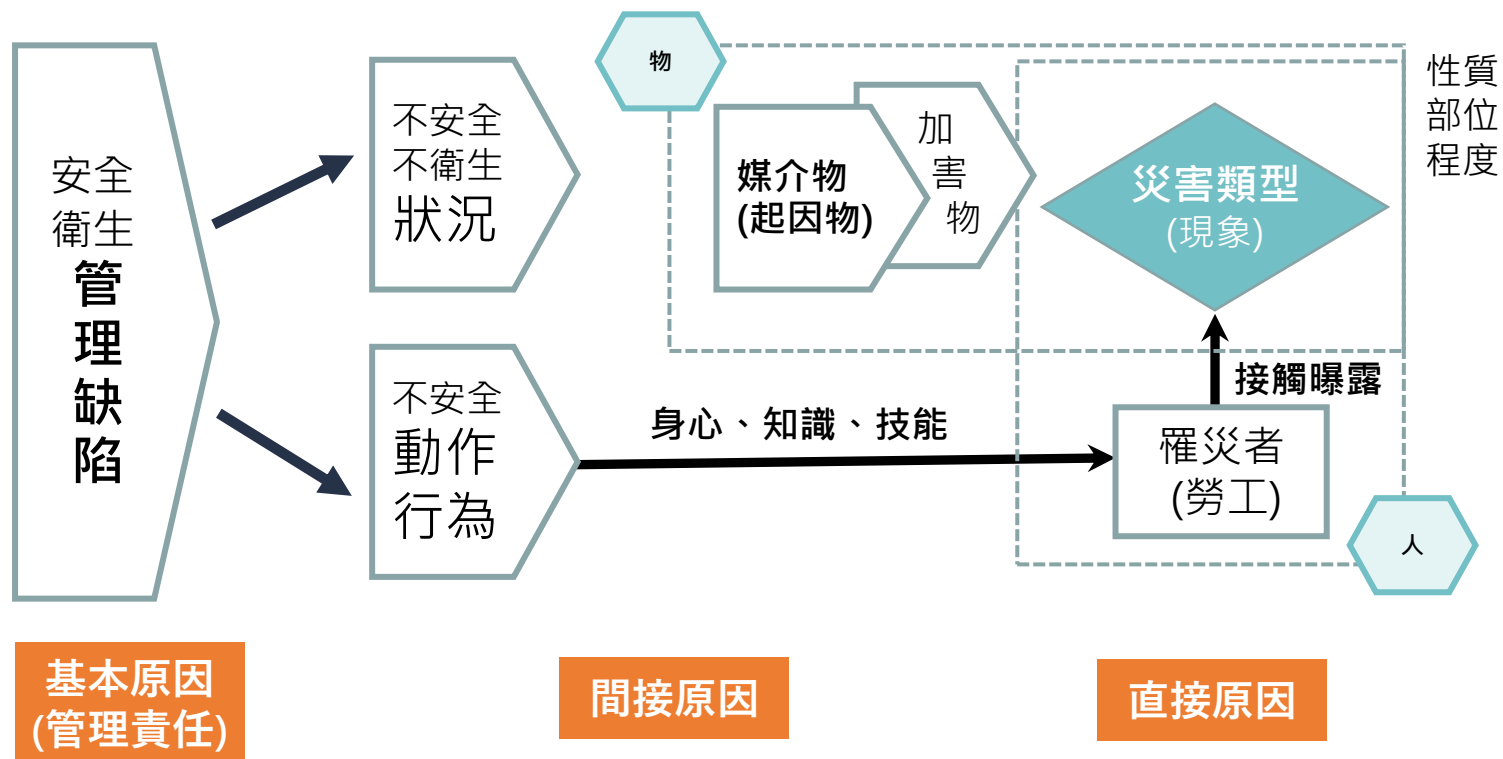 安全
衛生
管
理
缺
陷
不安全
不衛生
狀況
不安全
動作
行為
物
媒介物
(起因物)
加
害
物
災害類型
(現象)
性質
部位
程度
身心、知識、技能
接觸曝露
罹災者
(勞工)
人
基本原因
(管理責任)
間接原因
直接原因